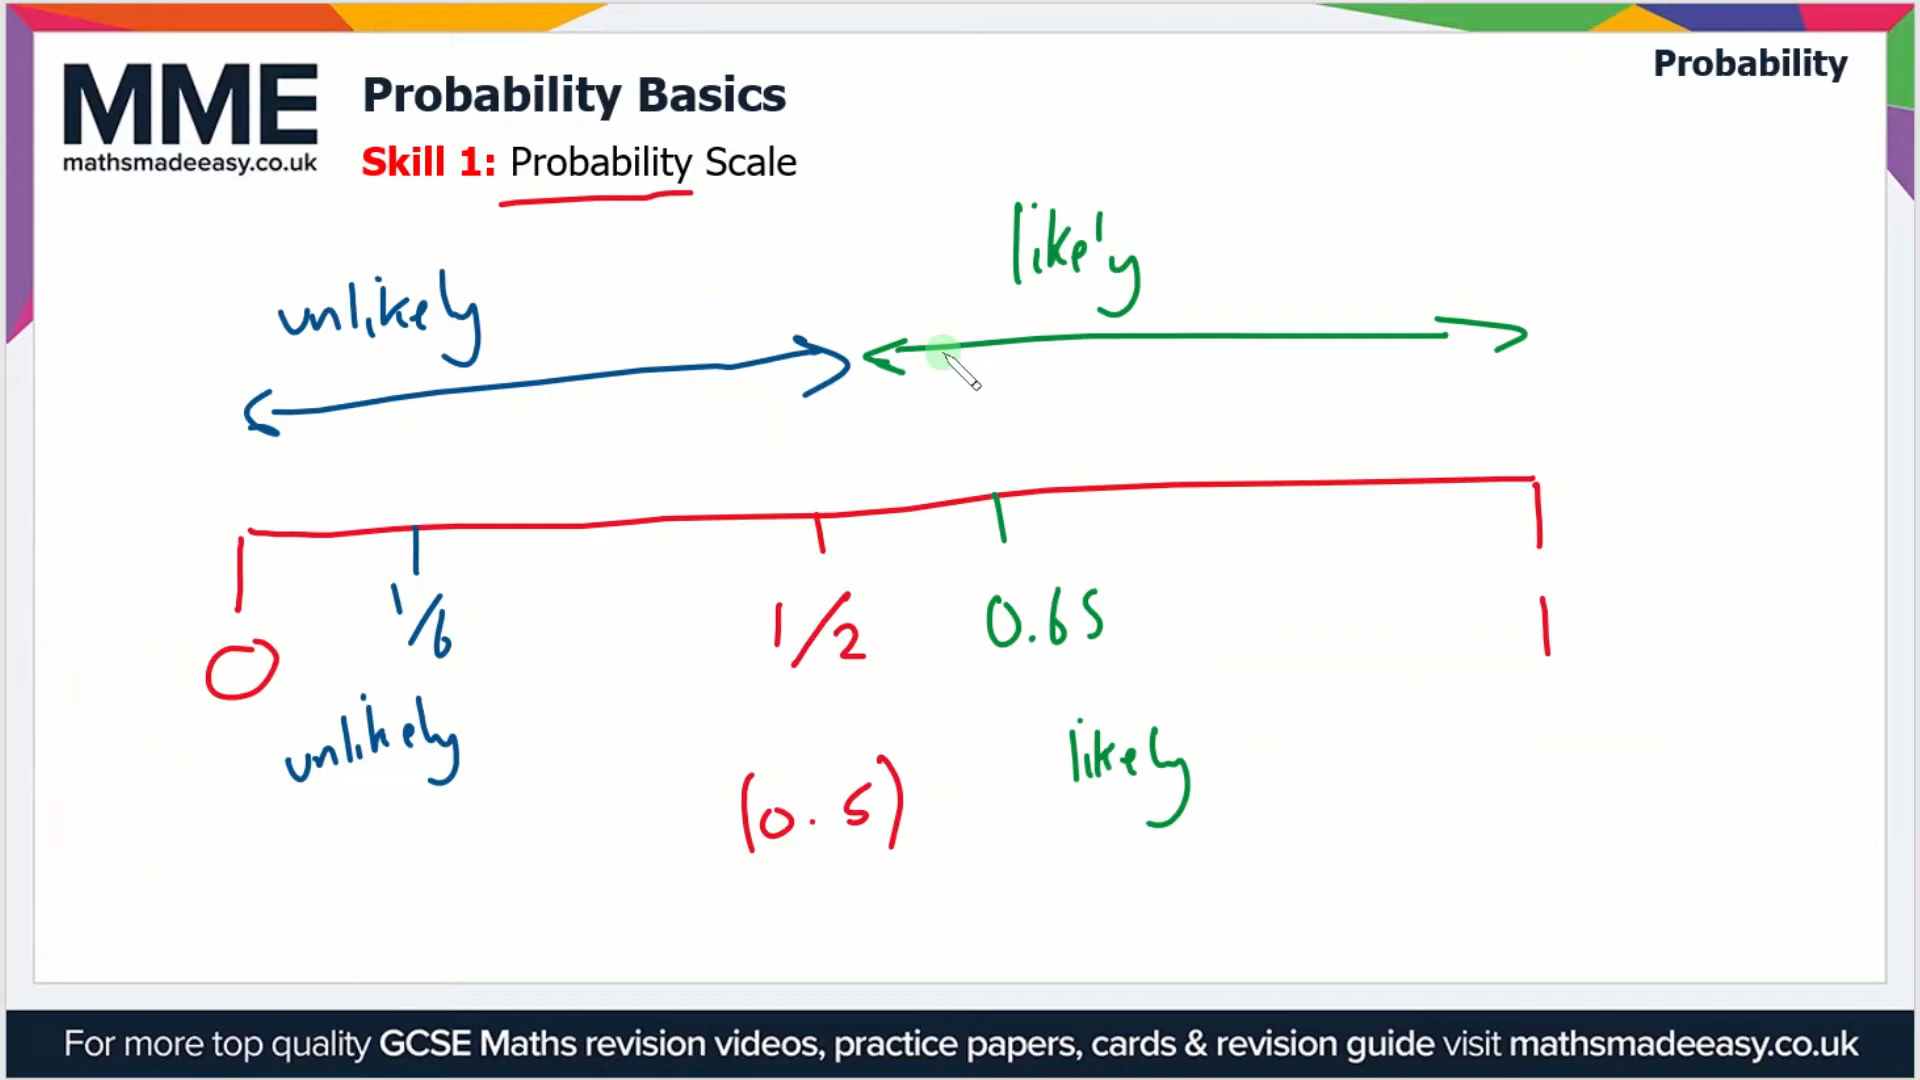 Probability
MME
mathsmadeeasy.co.uk
Probability Basics
Skill 1: Probability Scale
unlikely
likely
0
1/6
1/2
0.65
1
unlikely
(0.5)
likely
For more top quality GCSE Maths revision videos, practice papers, cards & revision guide visit mathsmadeeasy.co.uk